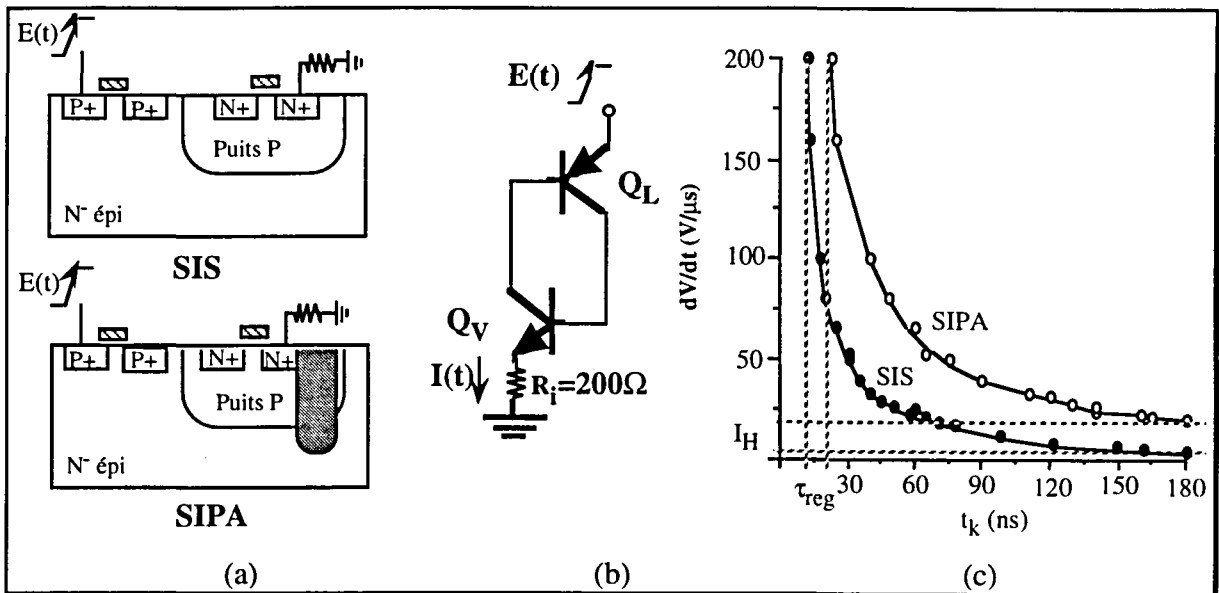 E(t)
P+ P+ N+ N+
Puits P
N⁻ épi
SIS
E(t)
P+ P+ N+ N+
Puits P
N⁻ épi
SIPA
(a)
E(t)
Q_L
Q_V
I(t)
R_i=200Ω
(b)
dV/dt (V/μs)
200
150
100
50
I_H
SIPA
SIS
τ_reg 30 60 90 120 150 180
t_k (ns)
(c)